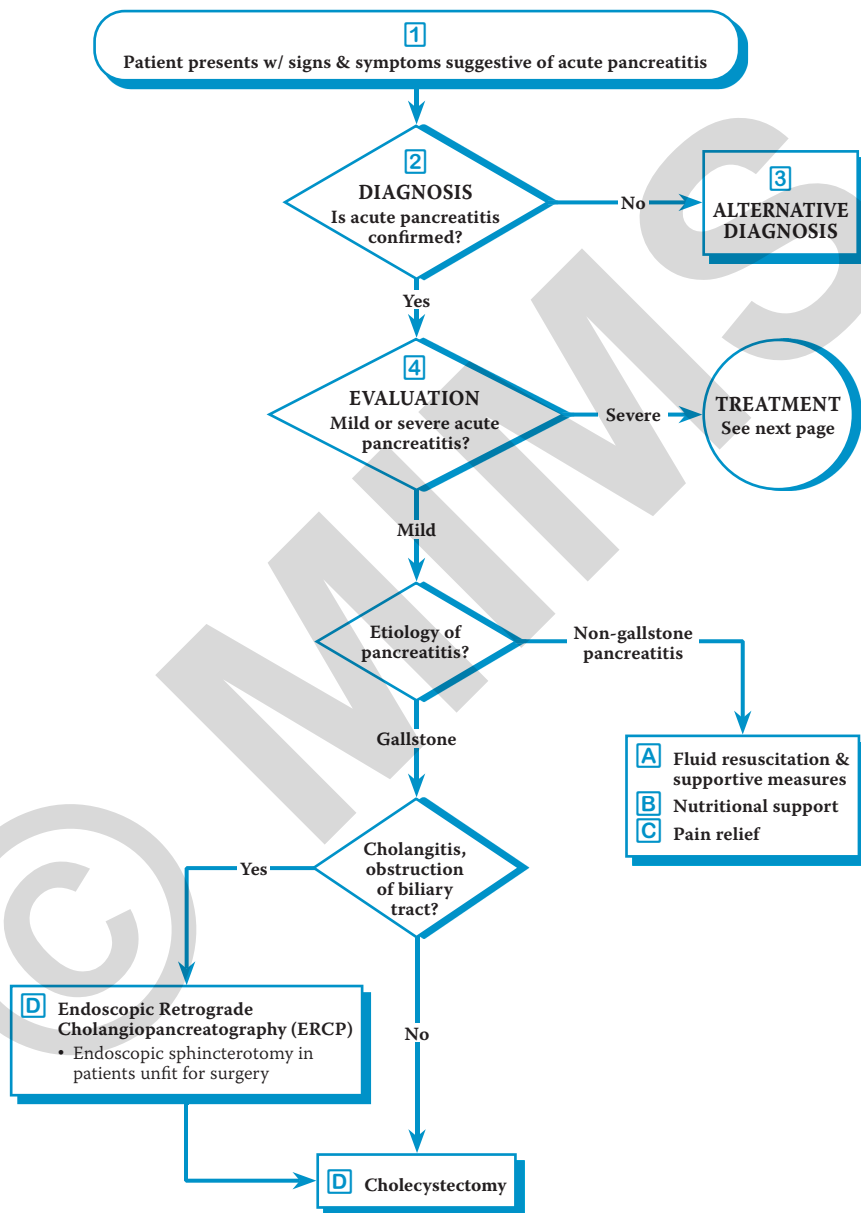 1
Patient presents w/ signs & symptoms suggestive of acute pancreatitis
2
DIAGNOSIS
Is acute pancreatitis
confirmed?
No
3
ALTERNATIVE
DIAGNOSIS
Yes
4
EVALUATION
Mild or severe acute
pancreatitis?
Severe
TREATMENT
See next page
Mild
Etiology of
pancreatitis?
Non-gallstone
pancreatitis
A Fluid resuscitation &
supportive measures
B Nutritional support
C Pain relief
Gallstone
Cholangitis,
obstruction
of biliary
tract?
Yes
D Endoscopic Retrograde
Cholangiopancreatography (ERCP)
• Endoscopic sphincterotomy in
patients unfit for surgery
No
D Cholecystectomy
© MIMS